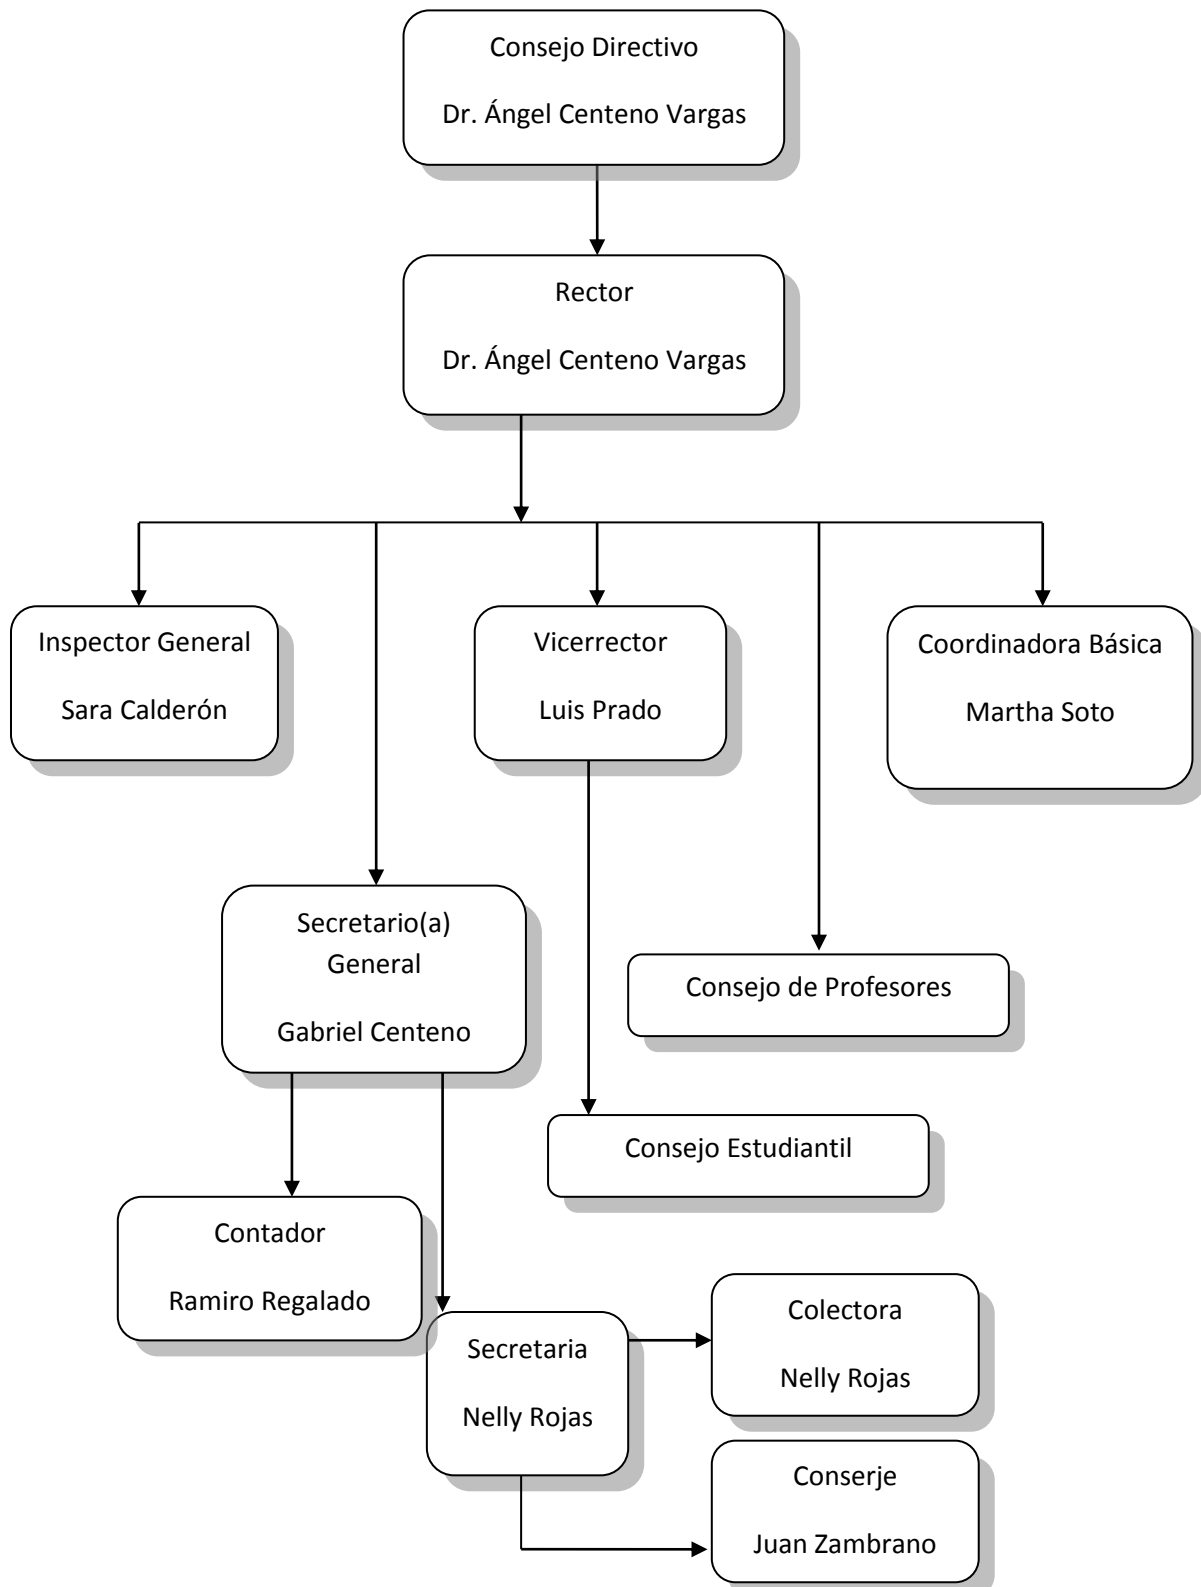 Consejo Directivo
Dr. Ángel Centeno Vargas
Rector
Dr. Ángel Centeno Vargas
Inspector General
Sara Calderón
Vicerrector
Luis Prado
Coordinadora Básica
Martha Soto
Secretario(a)
General
Gabriel Centeno
Consejo de Profesores
Consejo Estudiantil
Contador
Ramiro Regalado
Secretaria
Nelly Rojas
Colectora
Nelly Rojas
Conserje
Juan Zambrano